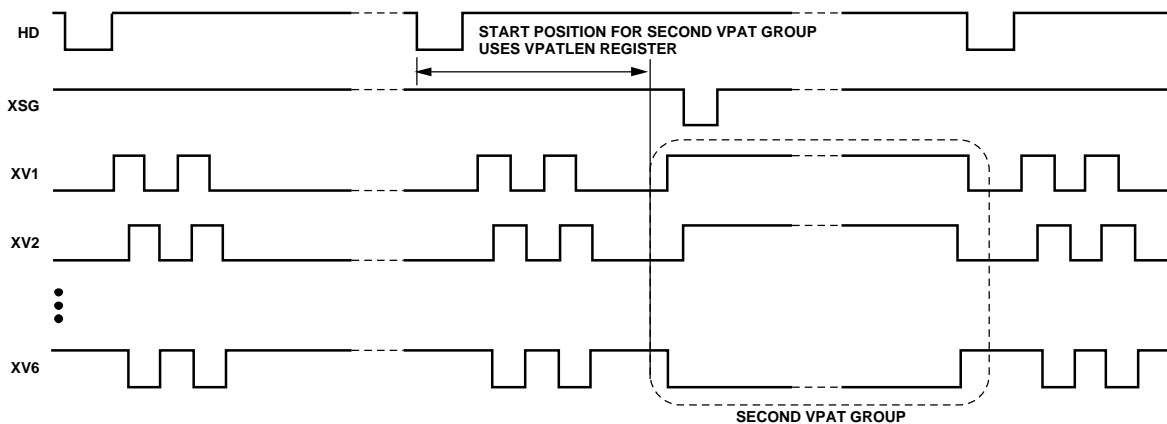 HD
START POSITION FOR SECOND VPAT GROUP
USES VPATLEN REGISTER
XSG
XV1
XV2
XV6
SECOND VPAT GROUP